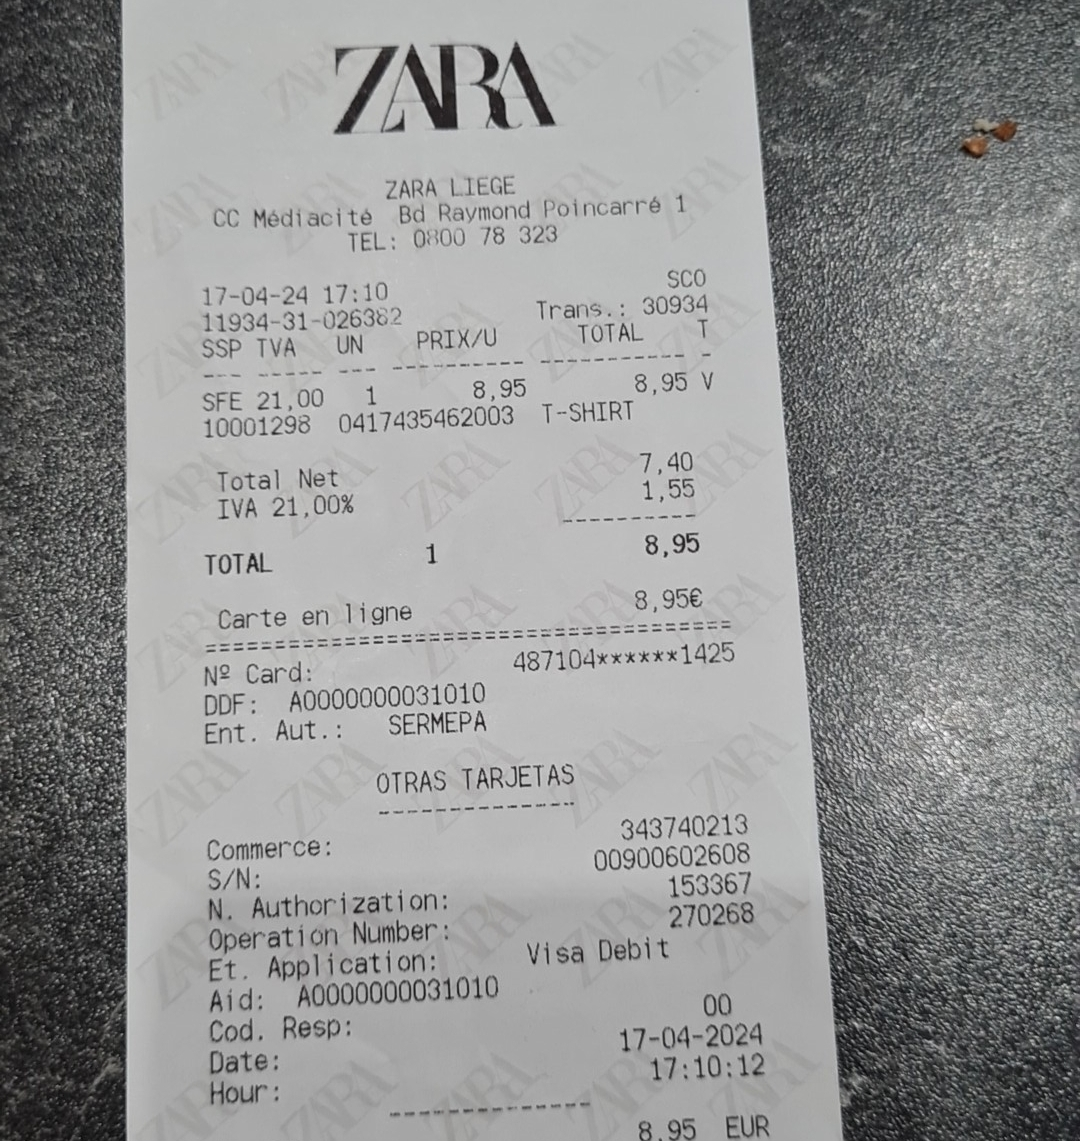 ZARA
ZARA LIEGE
CC Médiacité Bd Raymond Poincarré 1
TEL: 0800 78 323
17-04-24 17:10 SCO
11934-31-026382 Trans.: 30934
SSP TVA UN PRIX/U TOTAL T
SFE 21,00 1 8,95 8,95 V
10001298 0417435462003 T-SHIRT
Total Net 7,40
IVA 21,00% 1,55
TOTAL 1 8,95
Carte en ligne 8,95€
Nº Card: 487104******1425
DDF: A0000000031010
Ent. Aut.: SERMEPA
OTRAS TARJETAS
Commerce: 343740213
S/N: 00900602608
N. Authorization: 153367
Operation Number: 270268
Et. Application: Visa Debit
Aid: A0000000031010
Cod. Resp: 00
Date: 17-04-2024
Hour: 17:10:12
8,95 EUR